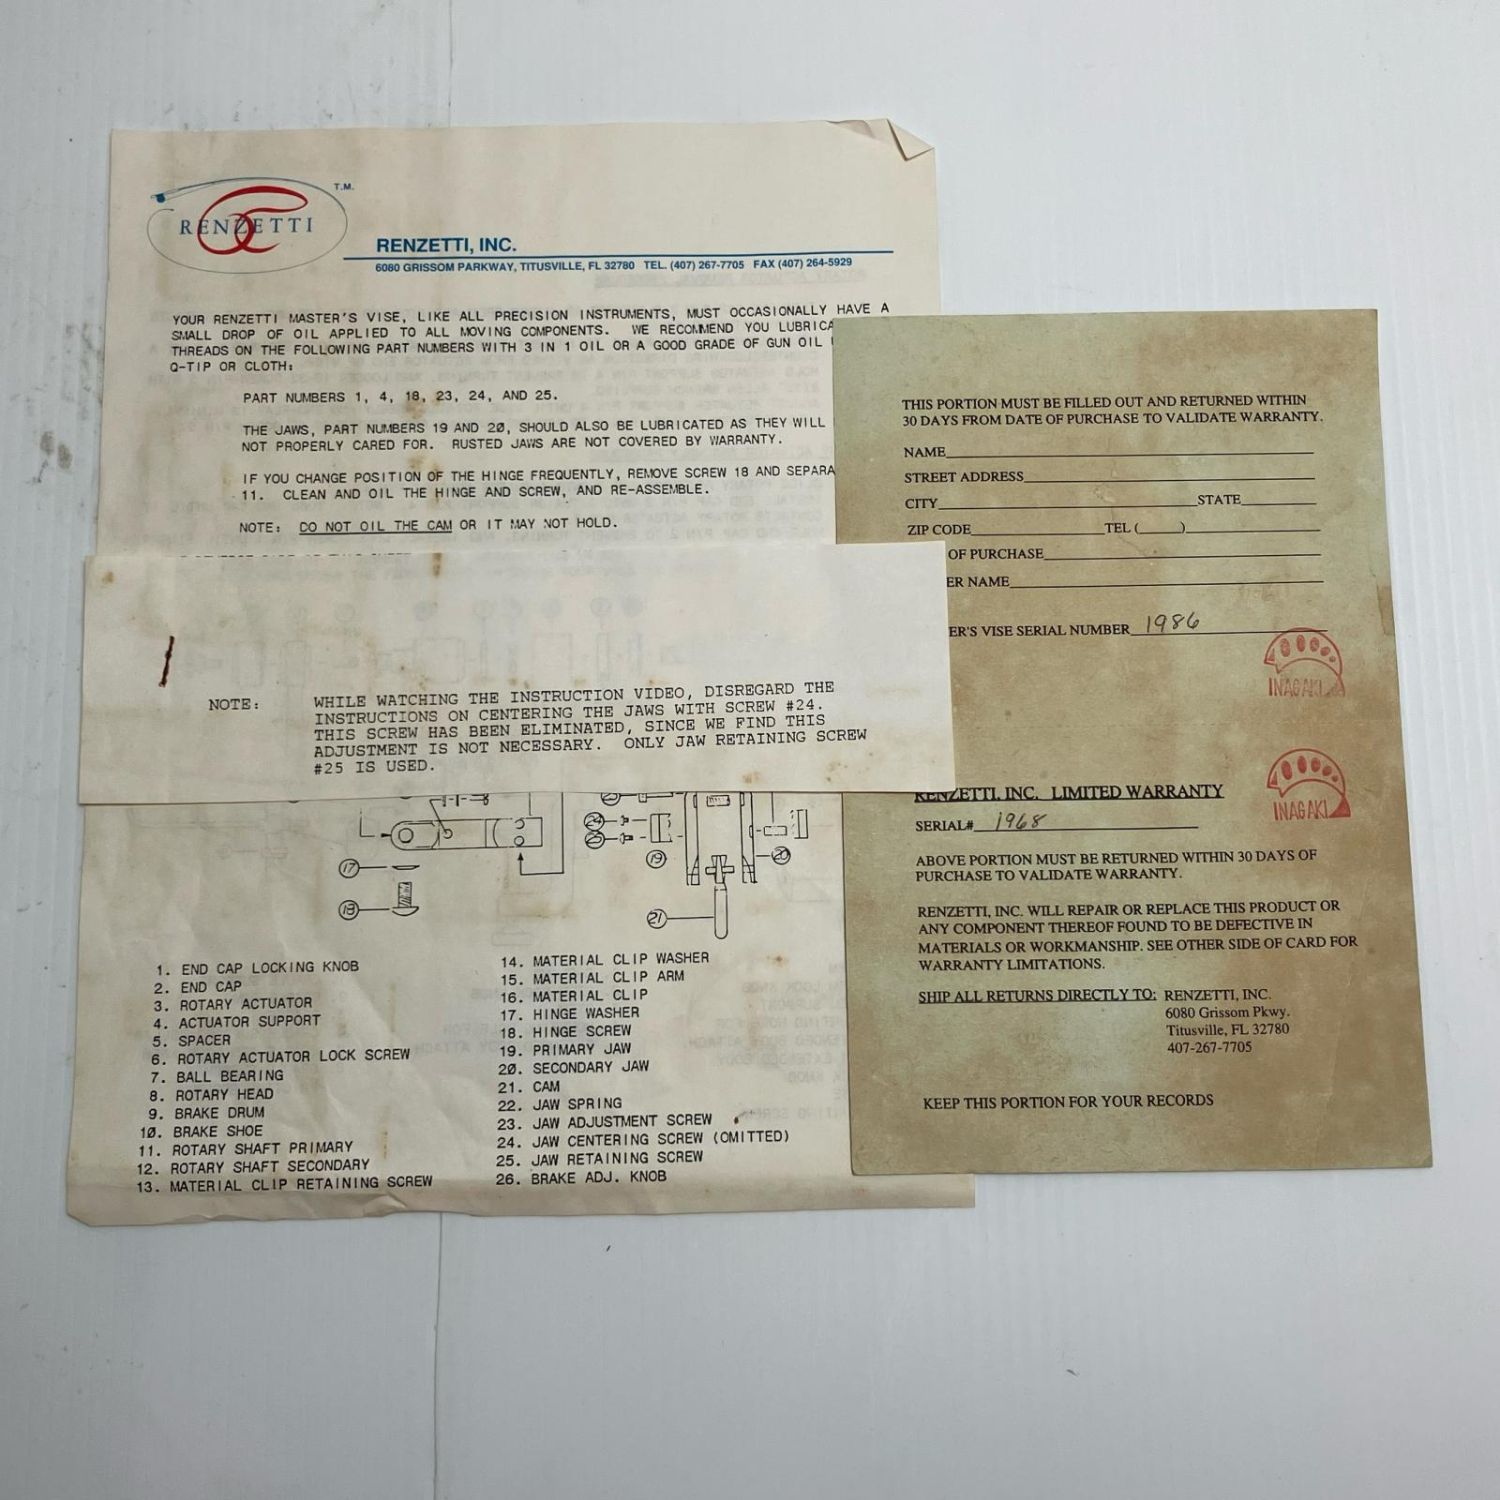 T.M.
RENZETTI
RENZETTI, INC.
6080 GRISSOM PARKWAY, TITUSVILLE, FL 32780 TEL. (407) 267-7705 FAX (407) 264-5929
YOUR RENZETTI MASTER'S VISE, LIKE ALL PRECISION INSTRUMENTS, MUST OCCASIONALLY HAVE A
SMALL DROP OF OIL APPLIED TO ALL MOVING COMPONENTS. WE RECOMMEND YOU LUBRICA
THREADS ON THE FOLLOWING PART NUMBERS WITH 3 IN 1 OIL OR A GOOD GRADE OF GUN OIL
Q-TIP OR CLOTH:
PART NUMBERS 1, 4, 18, 23, 24, AND 25.
THE JAWS, PART NUMBERS 19 AND 20, SHOULD ALSO BE LUBRICATED AS THEY WILL
NOT PROPERLY CARED FOR. RUSTED JAWS ARE NOT COVERED BY WARRANTY.
IF YOU CHANGE POSITION OF THE HINGE FREQUENTLY, REMOVE SCREW 18 AND SEPARA
11. CLEAN AND OIL THE HINGE AND SCREW, AND RE-ASSEMBLE.
NOTE: DO NOT OIL THE CAM OR IT MAY NOT HOLD.
NOTE: WHILE WATCHING THE INSTRUCTION VIDEO, DISREGARD THE
INSTRUCTIONS ON CENTERING THE JAWS WITH SCREW #24.
THIS SCREW HAS BEEN ELIMINATED, SINCE WE FIND THIS
ADJUSTMENT IS NOT NECESSARY. ONLY JAW RETAINING SCREW
#25 IS USED.
24
25
19
20
17
18
21
1. END CAP LOCKING KNOB
2. END CAP
3. ROTARY ACTUATOR
4. ACTUATOR SUPPORT
5. SPACER
6. ROTARY ACTUATOR LOCK SCREW
7. BALL BEARING
8. ROTARY HEAD
9. BRAKE DRUM
10. BRAKE SHOE
11. ROTARY SHAFT PRIMARY
12. ROTARY SHAFT SECONDARY
13. MATERIAL CLIP RETAINING SCREW
14. MATERIAL CLIP WASHER
15. MATERIAL CLIP ARM
16. MATERIAL CLIP
17. HINGE WASHER
18. HINGE SCREW
19. PRIMARY JAW
20. SECONDARY JAW
21. CAM
22. JAW SPRING
23. JAW ADJUSTMENT SCREW
24. JAW CENTERING SCREW (OMITTED)
25. JAW RETAINING SCREW
26. BRAKE ADJ. KNOB
THIS PORTION MUST BE FILLED OUT AND RETURNED WITHIN
30 DAYS FROM DATE OF PURCHASE TO VALIDATE WARRANTY.
NAME
STREET ADDRESS
CITY STATE
ZIP CODE TEL ( )
OF PURCHASE
ER NAME
ER'S VISE SERIAL NUMBER 1986
INAGAKI
RENZETTI, INC. LIMITED WARRANTY
SERIAL# 1968
INAGAKI
ABOVE PORTION MUST BE RETURNED WITHIN 30 DAYS OF
PURCHASE TO VALIDATE WARRANTY.
RENZETTI, INC. WILL REPAIR OR REPLACE THIS PRODUCT OR
ANY COMPONENT THEREOF FOUND TO BE DEFECTIVE IN
MATERIALS OR WORKMANSHIP. SEE OTHER SIDE OF CARD FOR
WARRANTY LIMITATIONS.
SHIP ALL RETURNS DIRECTLY TO: RENZETTI, INC.
6080 Grissom Pkwy.
Titusville, FL 32780
407-267-7705
KEEP THIS PORTION FOR YOUR RECORDS